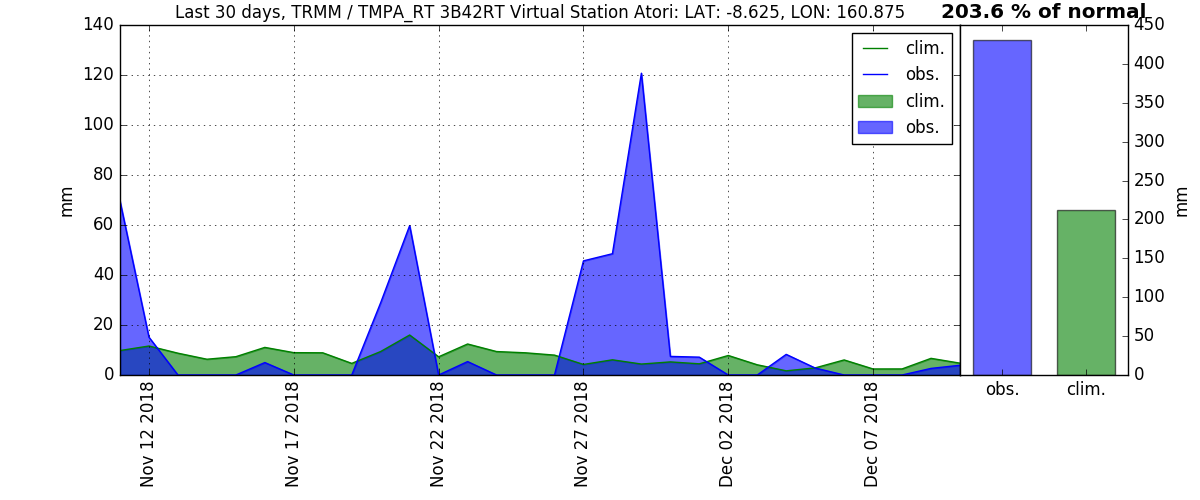 Last 30 days, TRMM / TMPA_RT 3B42RT Virtual Station Atori: LAT: -8.625, LON: 160.875
203.6 % of normal
140
120
100
80
60
40
20
0
mm
clim.
obs.
clim.
obs.
Nov 12 2018
Nov 17 2018
Nov 22 2018
Nov 27 2018
Dec 02 2018
Dec 07 2018
450
400
350
300
250
200
150
100
50
0
mm
obs.
clim.